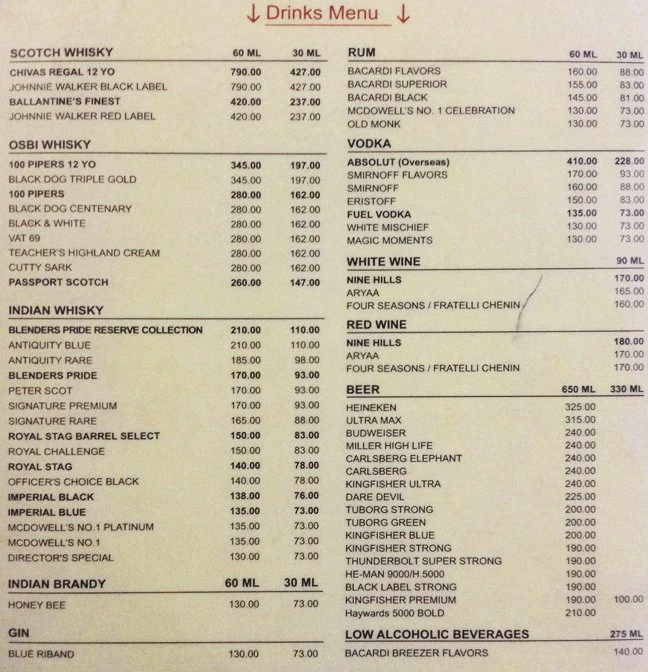 ↓ Drinks Menu ↓
SCOTCH WHISKY 60 ML 30 ML
CHIVAS REGAL 12 YO 790.00 427.00
JOHNNIE WALKER BLACK LABEL 790.00 427.00
BALLANTINE'S FINEST 420.00 237.00
JOHNNIE WALKER RED LABEL 420.00 237.00
OSBI WHISKY
100 PIPERS 12 YO 345.00 197.00
BLACK DOG TRIPLE GOLD 345.00 197.00
100 PIPERS 280.00 162.00
BLACK DOG CENTENARY 280.00 162.00
BLACK & WHITE 280.00 162.00
VAT 69 280.00 162.00
TEACHER'S HIGHLAND CREAM 280.00 162.00
CUTTY SARK 280.00 162.00
PASSPORT SCOTCH 260.00 147.00
INDIAN WHISKY
BLENDERS PRIDE RESERVE COLLECTION 210.00 110.00
ANTIQUITY BLUE 210.00 110.00
ANTIQUITY RARE 185.00 98.00
BLENDERS PRIDE 170.00 93.00
PETER SCOT 170.00 93.00
SIGNATURE PREMIUM 170.00 93.00
SIGNATURE RARE 165.00 88.00
ROYAL STAG BARREL SELECT 150.00 83.00
ROYAL CHALLENGE 150.00 83.00
ROYAL STAG 140.00 78.00
OFFICER'S CHOICE BLACK 140.00 78.00
IMPERIAL BLACK 138.00 76.00
IMPERIAL BLUE 135.00 73.00
MCDOWELL'S NO.1 PLATINUM 135.00 73.00
MCDOWELL'S NO.1 135.00 73.00
DIRECTOR'S SPECIAL 130.00 73.00
INDIAN BRANDY 60 ML 30 ML
HONEY BEE 130.00 73.00
GIN
BLUE RIBAND 130.00 73.00
RUM 60 ML 30 ML
BACARDI FLAVORS 160.00 88.00
BACARDI SUPERIOR 155.00 83.00
BACARDI BLACK 145.00 81.00
MCDOWELL'S NO. 1 CELEBRATION 130.00 73.00
OLD MONK 130.00 73.00
VODKA
ABSOLUT (Overseas) 410.00 228.00
SMIRNOFF FLAVORS 170.00 93.00
SMIRNOFF 160.00 88.00
ERISTOFF 150.00 83.00
FUEL VODKA 135.00 73.00
WHITE MISCHIEF 130.00 73.00
MAGIC MOMENTS 130.00 73.00
WHITE WINE 90 ML
NINE HILLS 170.00
ARYAA 165.00
FOUR SEASONS / FRATELLI CHENIN 160.00
RED WINE
NINE HILLS 180.00
ARYAA 170.00
FOUR SEASONS / FRATELLI CHENIN 170.00
BEER 650 ML 330 ML
HEINEKEN 325.00
ULTRA MAX 315.00
BUDWEISER 240.00
MILLER HIGH LIFE 240.00
CARLSBERG ELEPHANT 240.00
CARLSBERG 240.00
KINGFISHER ULTRA 240.00
DARE DEVIL 225.00
TUBORG STRONG 200.00
TUBORG GREEN 200.00
KINGFISHER BLUE 200.00
KINGFISHER STRONG 190.00
THUNDERBOLT SUPER STRONG 190.00
HE-MAN 9000/H 5000 190.00
BLACK LABEL STRONG 190.00
KINGFISHER PREMIUM 190.00 100.00
Haywards 5000 BOLD 210.00
LOW ALCOHOLIC BEVERAGES 275 ML
BACARDI BREEZER FLAVORS 140.00